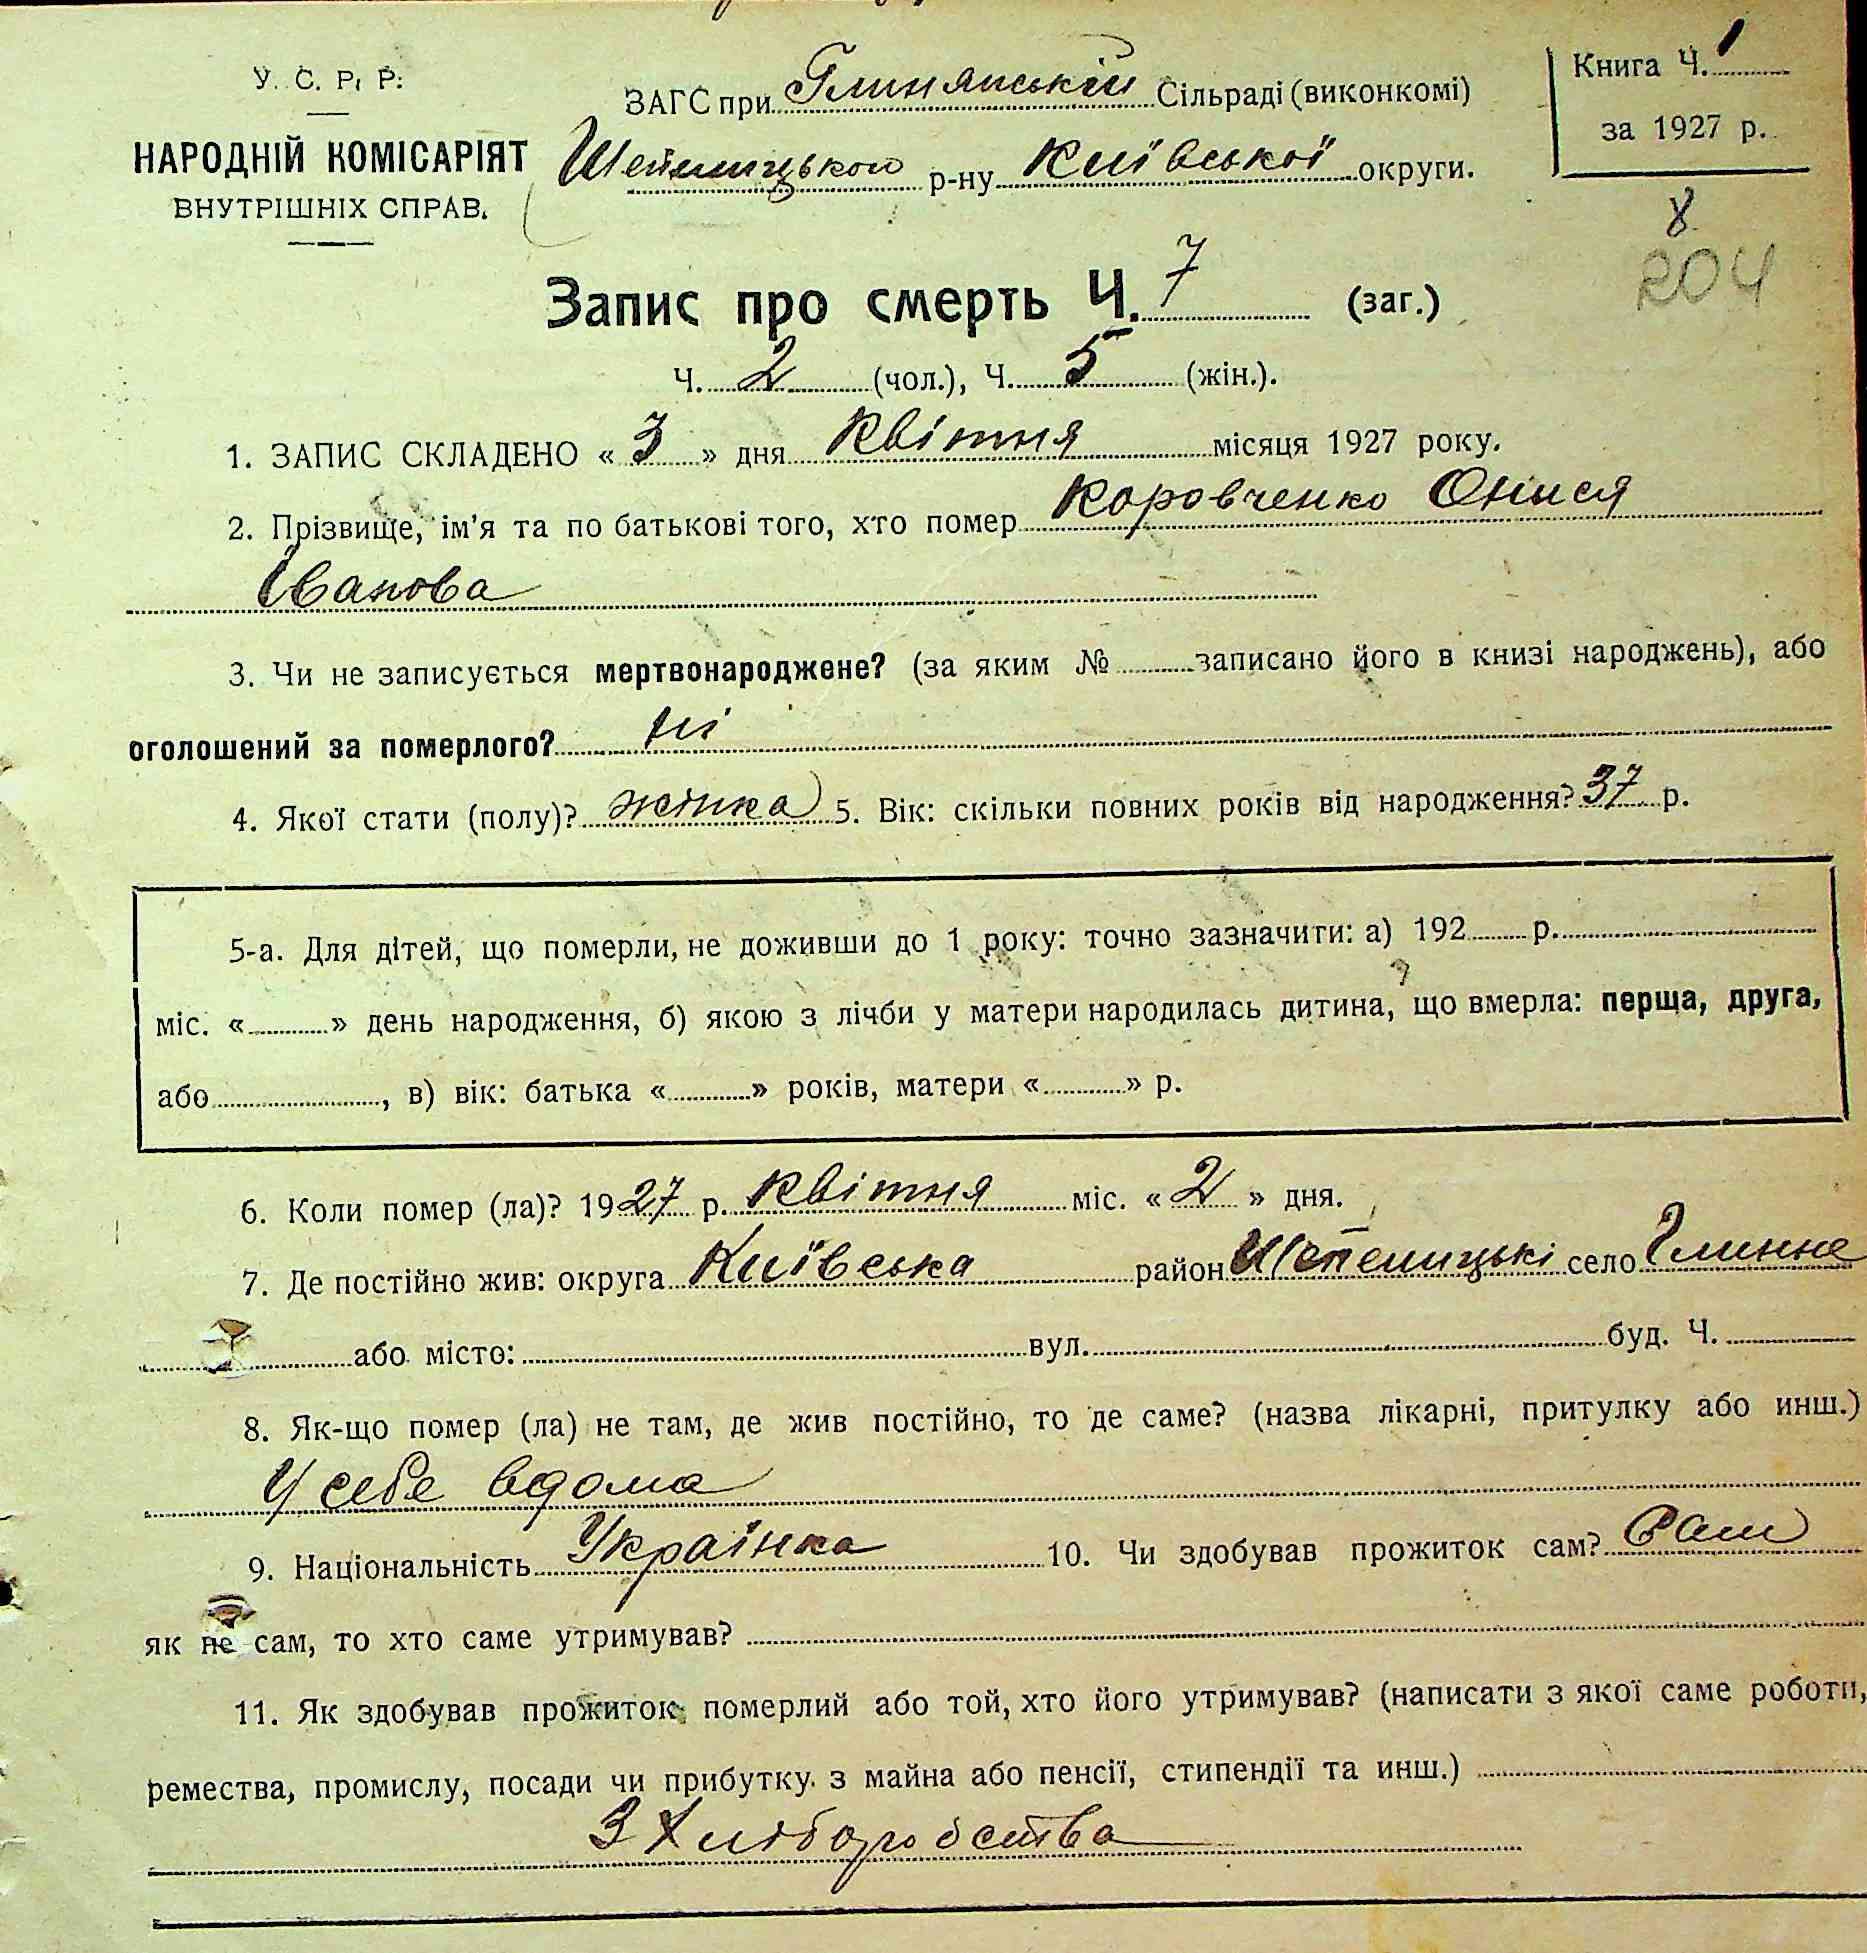 У. С. Р. Р.
НАРОДНІЙ КОМІСАРІЯТ
ВНУТРІШНІХ СПРАВ.
ЗАГС при Глинянській Сільраді (виконкомі)
Шепелицького р-ну Київської округи.
Книга Ч. 1
за 1927 р.
8
204
Запис про смерть Ч. 7 (заг.)
Ч. 2 (чол.), Ч. 5 (жін.).
1. ЗАПИС СКЛАДЕНО « 3 » дня Квітня місяця 1927 року.
2. Прізвище, ім'я та по батькові того, хто помер Коровченко Онися
Іванова
3. Чи не записується мертвонароджене? (за яким № записано його в книзі народжень), або
оголошений за померлого? ні
4. Якої стати (полу)? жінка 5. Вік: скільки повних років від народження? 37 р.
5-а. Для дітей, що померли, не доживши до 1 року: точно зазначити: а) 192 р.
міс. « » день народження, б) якою з лічби у матери народилась дитина, що вмерла: перща, друга,
або , в) вік: батька « » років, матери « » р.
6. Коли помер (ла)? 1927 р. Квітня міс. « 2 » дня.
7. Де постійно жив: округа Київська район Шепелицькі село Глинне
або місто: вул. буд. Ч.
8. Як-що помер (ла) не там, де жив постійно, то де саме? (назва лікарні, притулку або инш.)
У себе вдома
9. Національність Українка 10. Чи здобував прожиток сам? Сам
як не сам, то хто саме утримував?
11. Як здобував прожиток померлий або той, хто його утримував? (написати з якої саме роботи,
ремества, промислу, посади чи прибутку з майна або пенсії, стипендії та инш.)
З Хліборобства